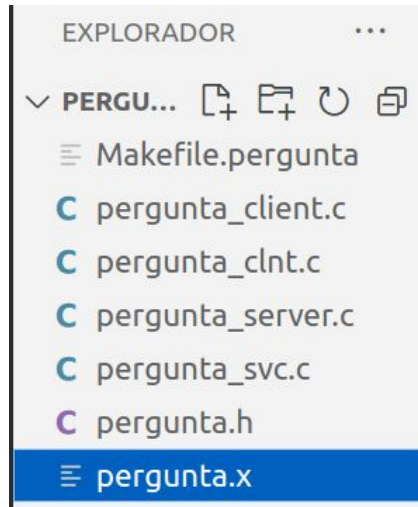 EXPLORADOR ...
PERGU...
Makefile.pergunta
C pergunta_client.c
C pergunta_clnt.c
C pergunta_server.c
C pergunta_svc.c
C pergunta.h
pergunta.x